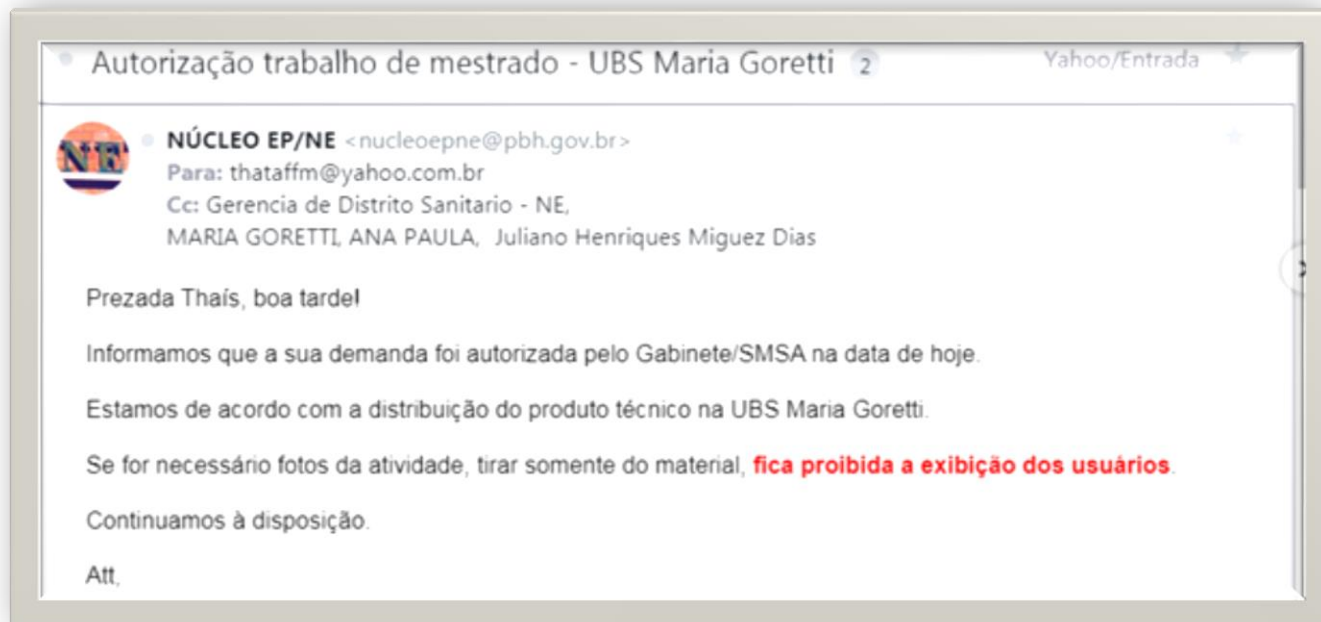 Autorização trabalho de mestrado - UBS Maria Goretti 2
Yahoo/Entrada
NE
NÚCLEO EP/NE <nucleoepne@pbh.gov.br>
Para: thataffm@yahoo.com.br
Cc: Gerencia de Distrito Sanitario - NE,
MARIA GORETTI, ANA PAULA, Juliano Henriques Miguez Dias
Prezada Thaís, boa tarde!
Informamos que a sua demanda foi autorizada pelo Gabinete/SMSA na data de hoje.
Estamos de acordo com a distribuição do produto técnico na UBS Maria Goretti.
Se for necessário fotos da atividade, tirar somente do material, fica proibida a exibição dos usuários.
Continuamos à disposição.
Att,